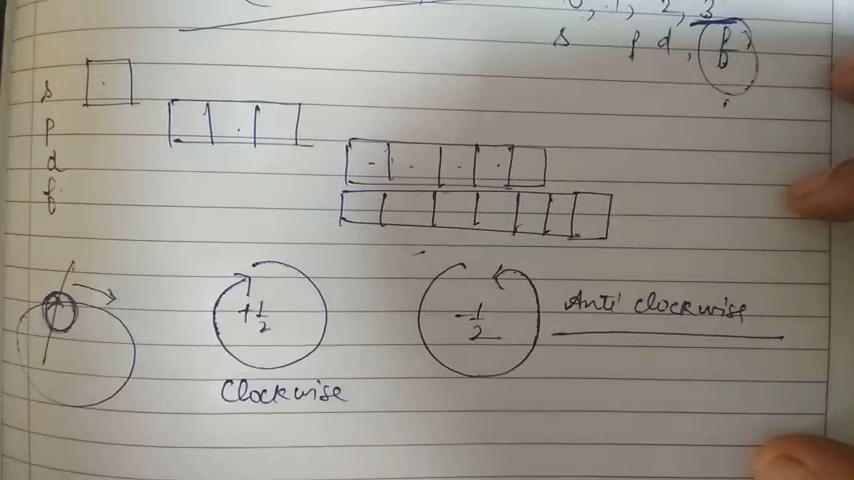 0, 1, 2, 3
s p d, f
s
p
d
f
+1/2
-1/2
Anti clockwise
Clockwise